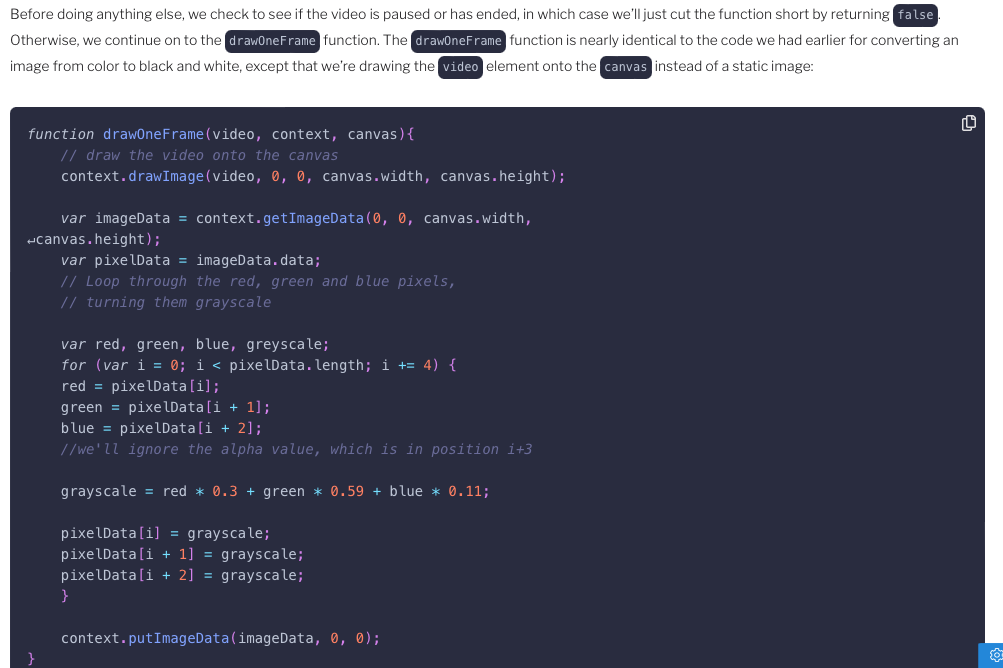 Before doing anything else, we check to see if the video is paused or has ended, in which case we'll just cut the function short by returning false.
Otherwise, we continue on to the drawOneFrame function. The drawOneFrame function is nearly identical to the code we had earlier for converting an
image from color to black and white, except that we're drawing the video element onto the canvas instead of a static image:
function drawOneFrame(video, context, canvas){
    // draw the video onto the canvas
    context.drawImage(video, 0, 0, canvas.width, canvas.height);
    var imageData = context.getImageData(0, 0, canvas.width,
↵canvas.height);
    var pixelData = imageData.data;
    // Loop through the red, green and blue pixels,
    // turning them grayscale
    var red, green, blue, greyscale;
    for (var i = 0; i < pixelData.length; i += 4) {
    red = pixelData[i];
    green = pixelData[i + 1];
    blue = pixelData[i + 2];
    //we'll ignore the alpha value, which is in position i+3
    grayscale = red * 0.3 + green * 0.59 + blue * 0.11;
    pixelData[i] = grayscale;
    pixelData[i + 1] = grayscale;
    pixelData[i + 2] = grayscale;
    }
    context.putImageData(imageData, 0, 0);
}